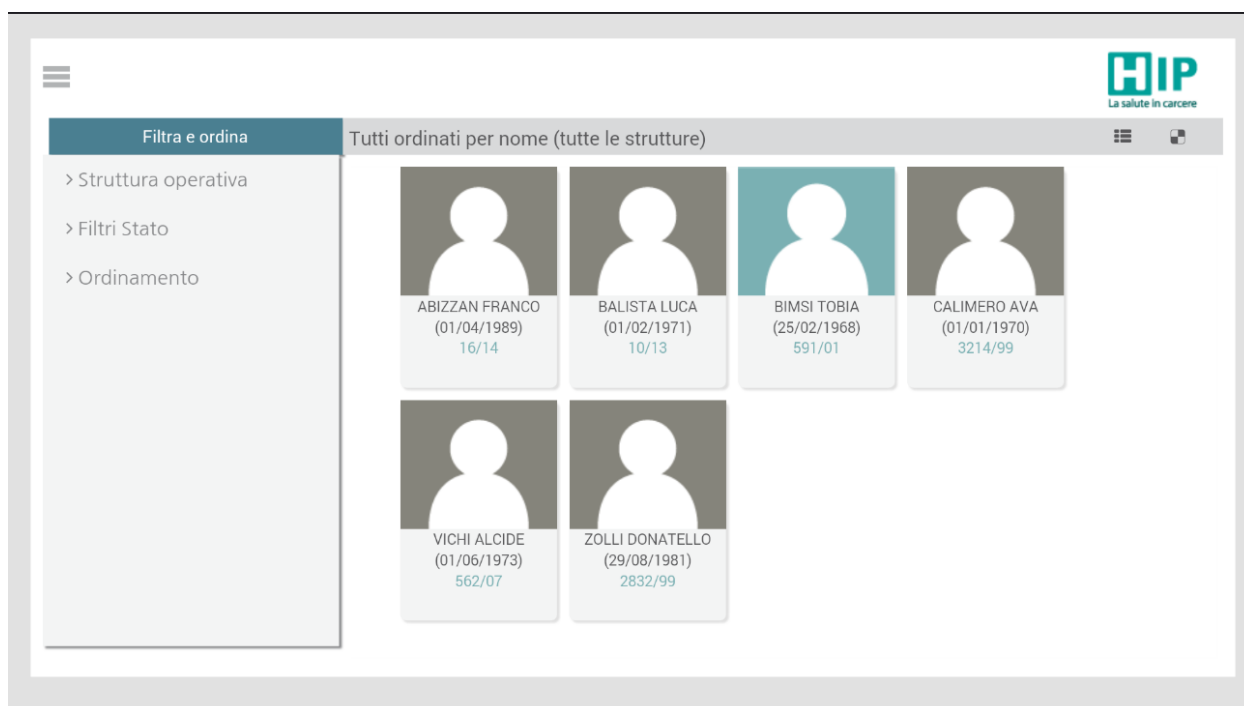 HIP
La salute in carcere
Filtra e ordina
Tutti ordinati per nome (tutte le strutture)
> Struttura operativa
> Filtri Stato
> Ordinamento
ABIZZAN FRANCO
(01/04/1989)
16/14
BALISTA LUCA
(01/02/1971)
10/13
BIMSI TOBIA
(25/02/1968)
591/01
CALIMERO AVA
(01/01/1970)
3214/99
VICHI ALCIDE
(01/06/1973)
562/07
ZOLLI DONATELLO
(29/08/1981)
2832/99